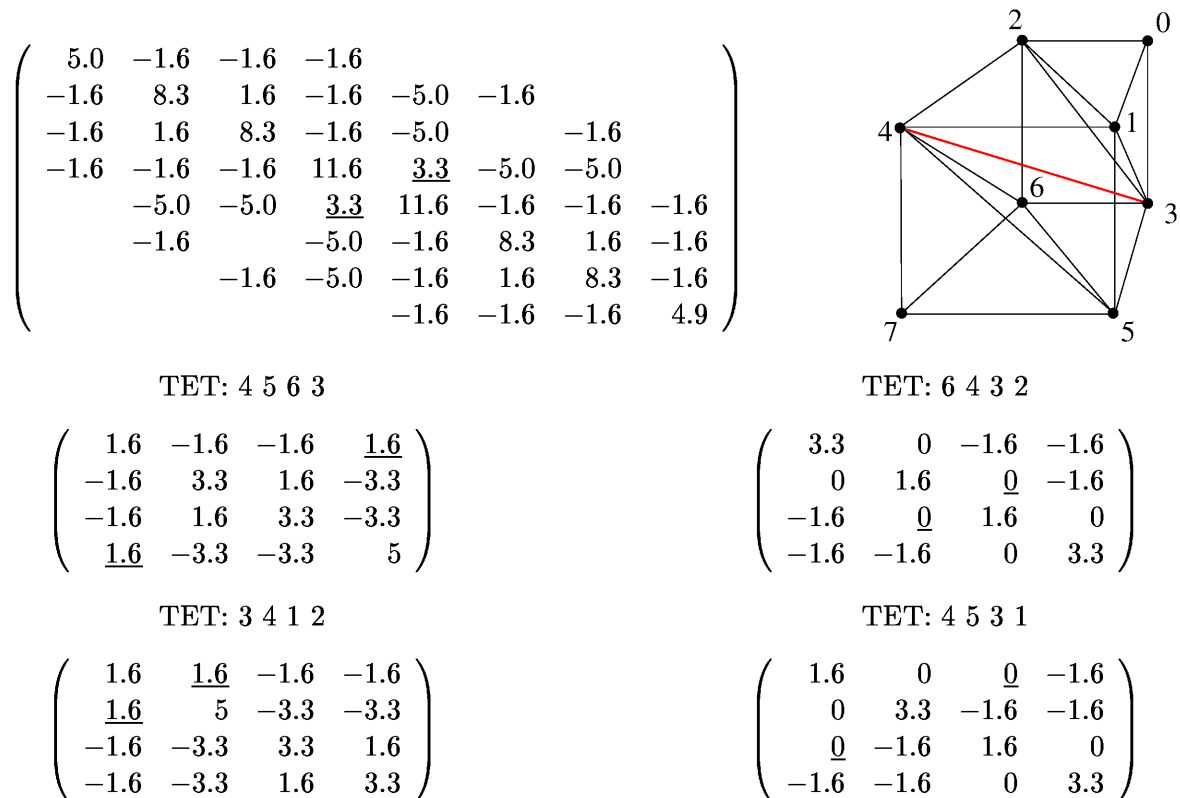 5.0 −1.6 −1.6 −1.6
−1.6 8.3 1.6 −1.6 −5.0 −1.6
−1.6 1.6 8.3 −1.6 −5.0 −1.6
−1.6 −1.6 −1.6 11.6 3.3 −5.0 −5.0
−5.0 −5.0 3.3 11.6 −1.6 −1.6 −1.6
−1.6 −5.0 −1.6 8.3 1.6 −1.6
−1.6 −5.0 −1.6 1.6 8.3 −1.6
−1.6 −1.6 −1.6 4.9
2 0
4 1
6 3
7 5
TET: 4 5 6 3
1.6 −1.6 −1.6 1.6
−1.6 3.3 1.6 −3.3
−1.6 1.6 3.3 −3.3
1.6 −3.3 −3.3 5
TET: 6 4 3 2
3.3 0 −1.6 −1.6
0 1.6 0 −1.6
−1.6 0 1.6 0
−1.6 −1.6 0 3.3
TET: 3 4 1 2
1.6 1.6 −1.6 −1.6
1.6 5 −3.3 −3.3
−1.6 −3.3 3.3 1.6
−1.6 −3.3 1.6 3.3
TET: 4 5 3 1
1.6 0 0 −1.6
0 3.3 −1.6 −1.6
0 −1.6 1.6 0
−1.6 −1.6 0 3.3